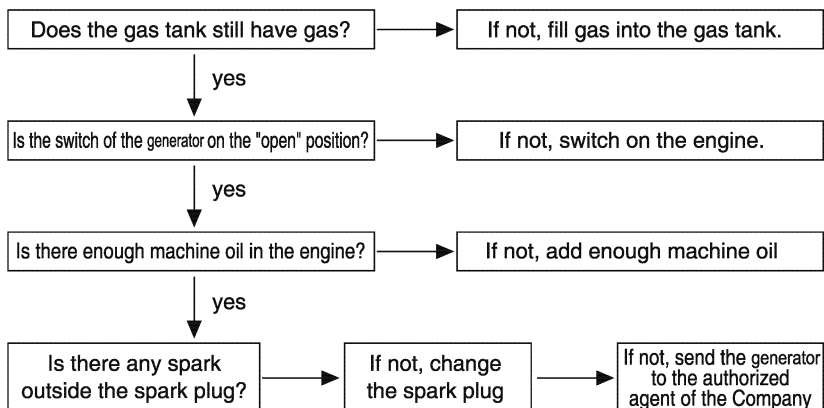 Does the gas tank still have gas?
If not, fill gas into the gas tank.
yes
Is the switch of the generator on the "open" position?
If not, switch on the engine.
yes
Is there enough machine oil in the engine?
If not, add enough machine oil
yes
Is there any spark
outside the spark plug?
If not, change
the spark plug
If not, send the generator
to the authorized
agent of the Company